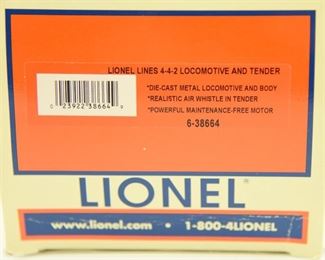 LIONEL LINES 4-4-2 LOCOMOTIVE AND TENDER
*DIE-CAST METAL LOCOMOTIVE AND BODY
*REALISTIC AIR WHISTLE IN TENDER
*POWERFUL MAINTENANCE-FREE MOTOR
6-38664
0 23922 38664 9
LIONEL®
www.lionel.com • 1-800-4LIONEL